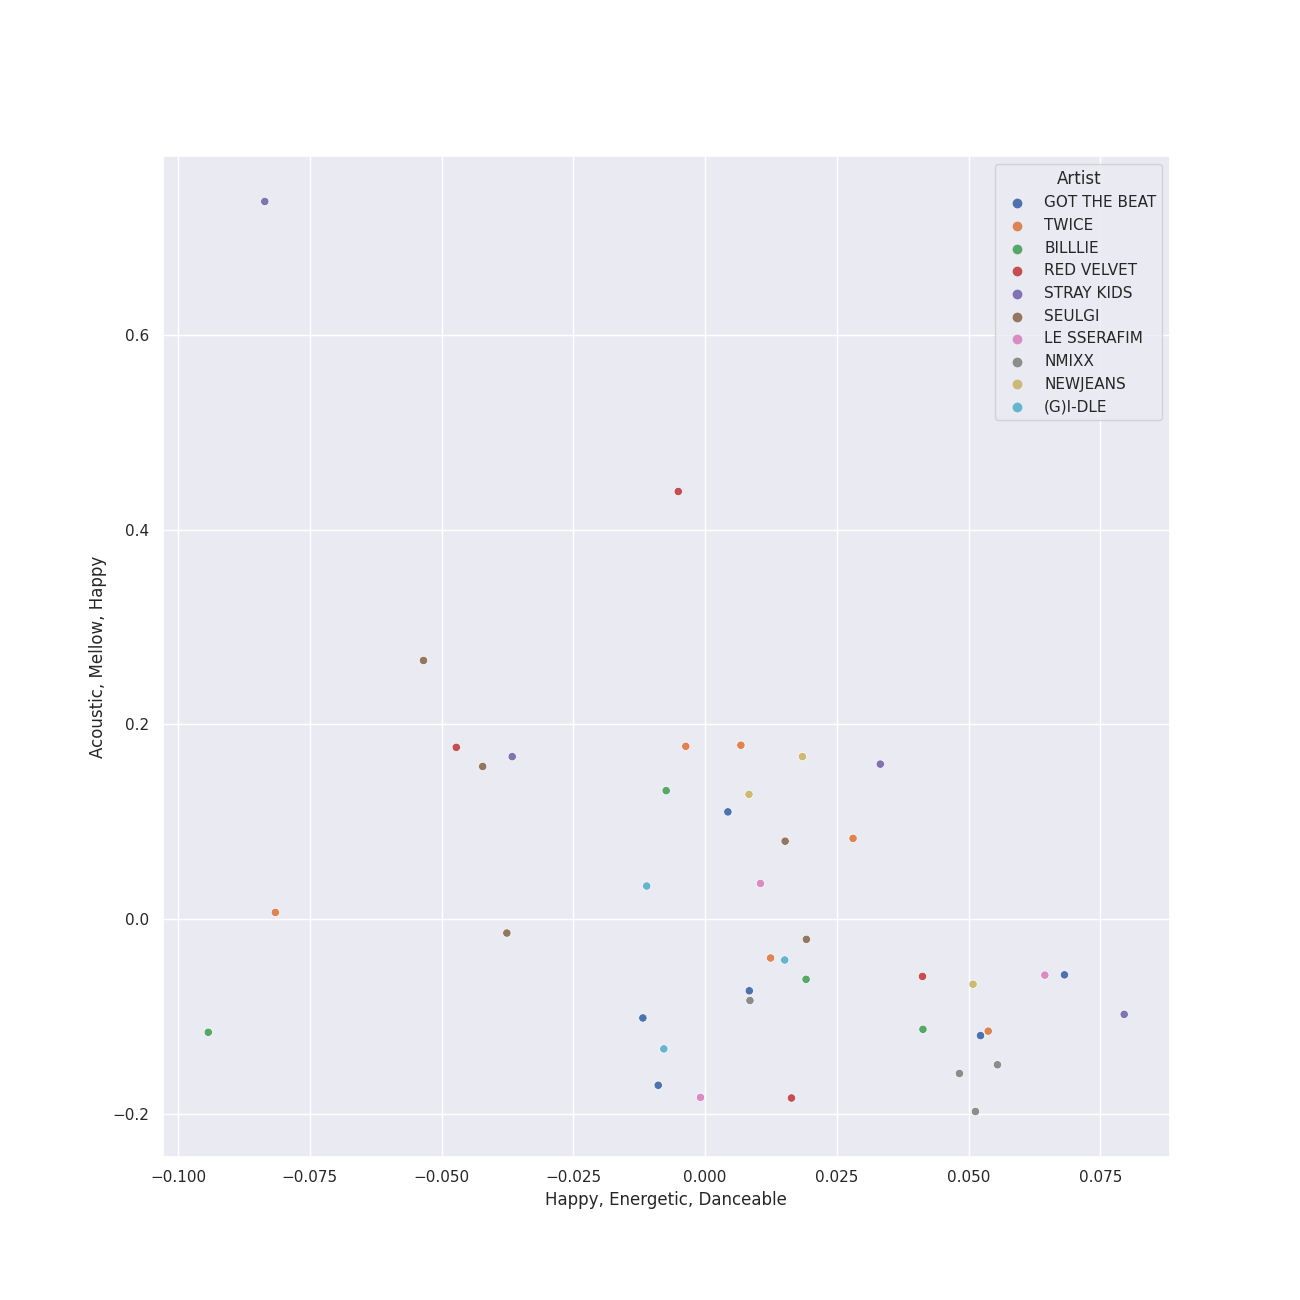 Artist
GOT THE BEAT
TWICE
BILLLIE
RED VELVET
STRAY KIDS
SEULGI
LE SSERAFIM
NMIXX
NEWJEANS
(G)I-DLE
0.6
0.4
0.2
0.0
−0.2
Acoustic, Mellow, Happy
−0.100 −0.075 −0.050 −0.025 0.000 0.025 0.050 0.075
Happy, Energetic, Danceable